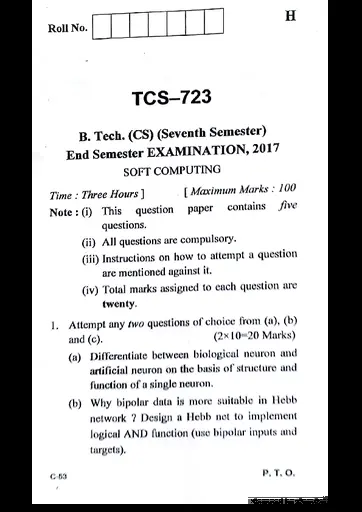 Roll No.
H
TCS–723
B. Tech. (CS) (Seventh Semester)
End Semester EXAMINATION, 2017
SOFT COMPUTING
Time : Three Hours ] [ Maximum Marks : 100
Note : (i) This question paper contains five
questions.
(ii) All questions are compulsory.
(iii) Instructions on how to attempt a question
are mentioned against it.
(iv) Total marks assigned to each question are
twenty.
1. Attempt any two questions of choice from (a), (b)
and (c). (2×10=20 Marks)
(a) Differentiate between biological neuron and
artificial neuron on the basis of structure and
function of a single neuron.
(b) Why bipolar data is more suitable in Hebb
network ? Design a Hebb net to implement
logical AND function (use bipolar inputs and
targets).
C-53 P. T. O.